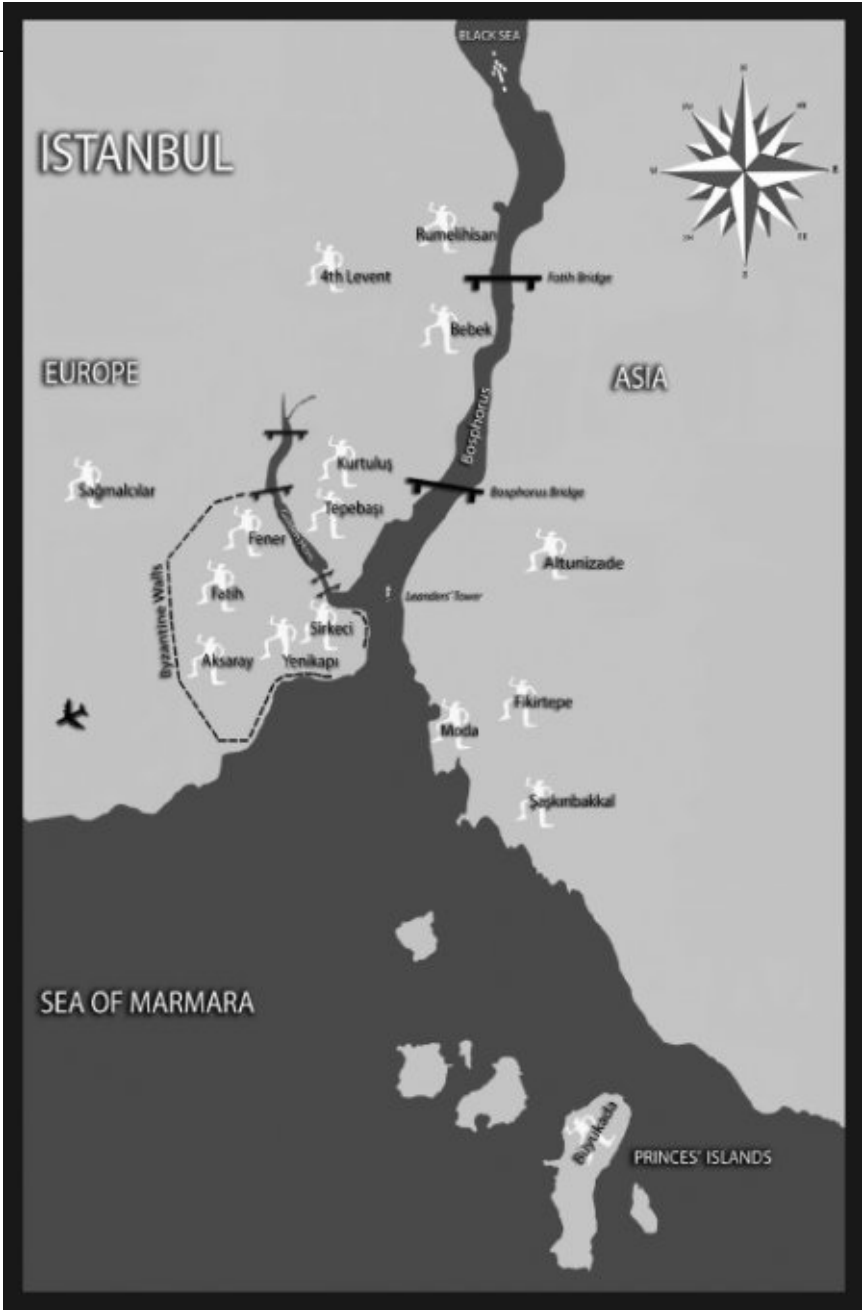 BLACK SEA
ISTANBUL
Rumelihisarı
4th Levent
Fatih Bridge
Bebek
EUROPE
ASIA
Bosphorus
Kurtuluş
Sağmalcılar
Bosphorus Bridge
Tepebaşı
Fener
Altunizade
Fatih
Leanders' Tower
Byzantine Walls
Sirkeci
Aksaray
Yenikapı
Fikirtepe
Moda
Şaşkınbakkal
SEA OF MARMARA
Büyükada
PRINCES' ISLANDS